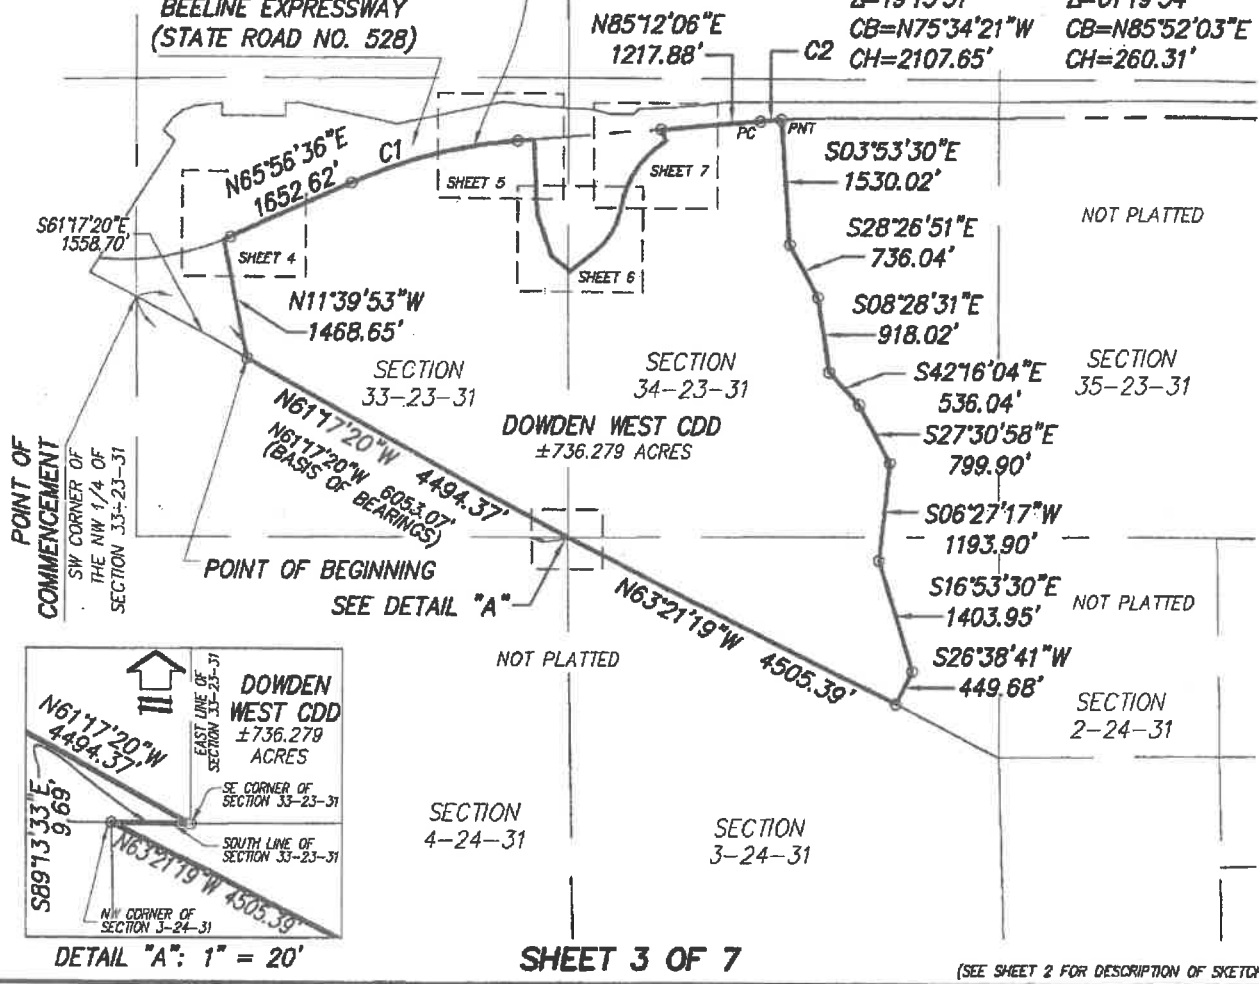 BEELINE EXPRESSWAY
(STATE ROAD NO. 528)
N85°12'06"E
1217.88'
C2
CB=N75°34'21"W
CH=2107.65'
CB=N85°52'03"E
CH=260.31'
N65°56'36"E
1652.62'
C1
SHEET 5
SHEET 7
PC
PNT
S03°53'30"E
1530.02'
NOT PLATTED
S61°17'20"E
1558.70'
SHEET 4
SHEET 6
S28°26'51"E
736.04'
N11°39'53"W
1468.65'
S08°28'31"E
918.02'
SECTION
33-23-31
SECTION
34-23-31
SECTION
35-23-31
S42°16'04"E
536.04'
DOWDEN WEST CDD
±736.279 ACRES
S27°30'58"E
799.90'
N61°17'20"W 4494.37'
N61°17'20"W 6053.07'
(BASIS OF BEARINGS)
POINT OF
COMMENCEMENT
SW CORNER OF
THE NW 1/4 OF
SECTION 33-23-31
S06°27'17"W
1193.90'
POINT OF BEGINNING
SEE DETAIL "A"
S16°53'30"E
1403.95'
NOT PLATTED
N63°21'19"W 4505.39'
NOT PLATTED
S26°38'41"W
449.68'
SECTION
2-24-31
SECTION
4-24-31
SECTION
3-24-31
N61°17'20"W
4494.37'
EAST LINE OF
SECTION 33-23-31
DOWDEN
WEST CDD
±736.279
ACRES
S89°13'33"E
9.69'
SE CORNER OF
SECTION 33-23-31
SOUTH LINE OF
SECTION 33-23-31
N63°21'19"W 4505.39'
NW CORNER OF
SECTION 3-24-31
DETAIL "A": 1" = 20'
SHEET 3 OF 7
(SEE SHEET 2 FOR DESCRIPTION OF